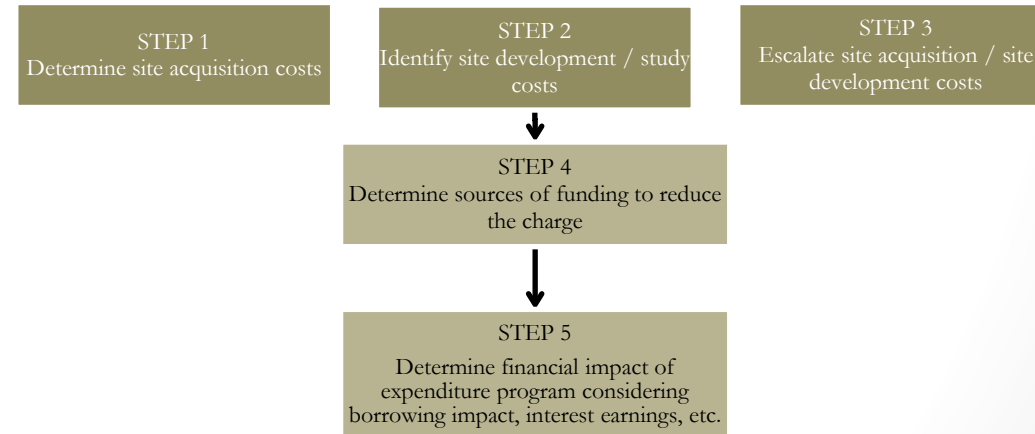 STEP 1
Determine site acquisition costs
STEP 2
Identify site development / study
costs
STEP 3
Escalate site acquisition / site
development costs
STEP 4
Determine sources of funding to reduce
the charge
STEP 5
Determine financial impact of
expenditure program considering
borrowing impact, interest earnings, etc.